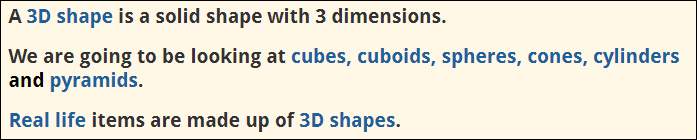 A 3D shape is a solid shape with 3 dimensions.
We are going to be looking at cubes, cuboids, spheres, cones, cylinders
and pyramids.
Real life items are made up of 3D shapes.